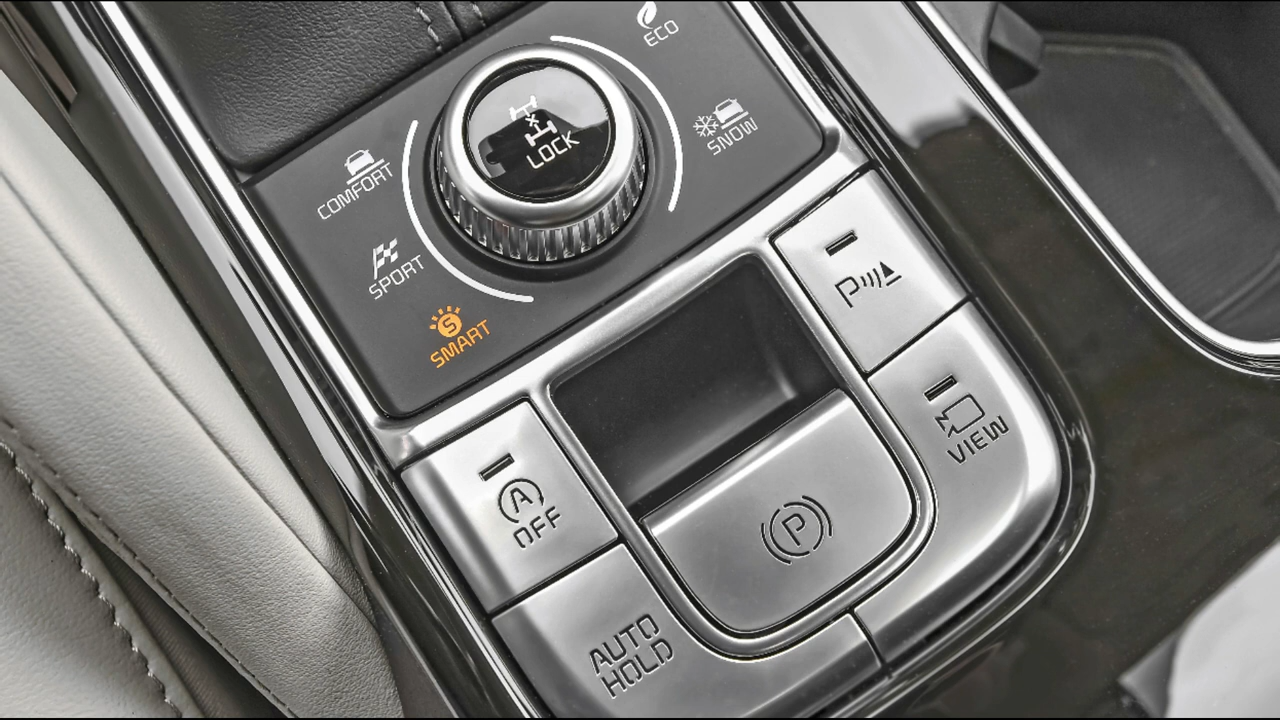 ECO
LOCK
SNOW
COMFORT
SPORT
S
SMART
P
VIEW
A
OFF
P
AUTO
HOLD